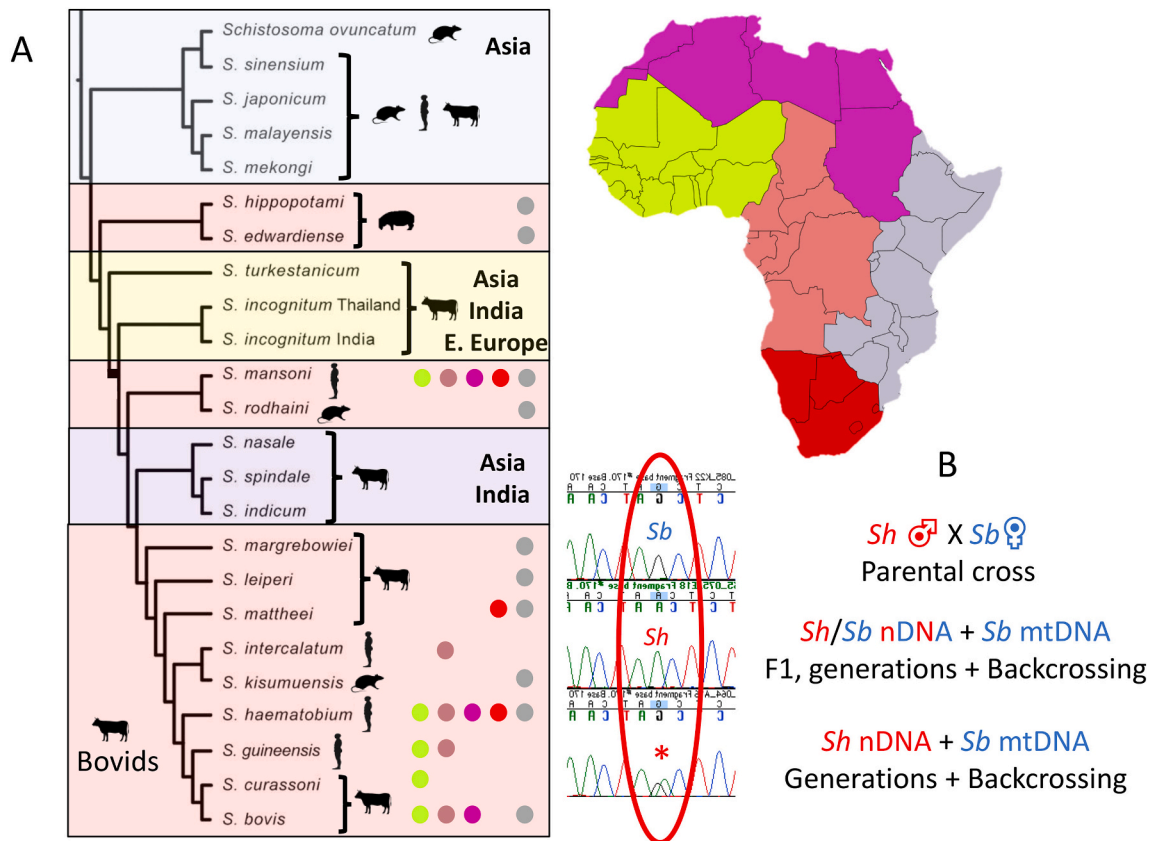 A
Schistosoma ovuncatum
Asia
S. sinensium
S. japonicum
S. malayensis
S. mekongi
S. hippopotami
S. edwardiense
S. turkestanicum
S. incognitum Thailand
S. incognitum India
Asia
India
E. Europe
S. mansoni
S. rodhaini
S. nasale
S. spindale
S. indicum
Asia
India
S. margrebowiei
S. leiperi
S. mattheei
S. intercalatum
S. kisumuensis
S. haematobium
S. guineensis
S. curassoni
S. bovis
Bovids
Sb
Sh
*
B
Sh ♂ X Sb ♀
Parental cross
Sh/Sb nDNA + Sb mtDNA
F1, generations + Backcrossing
Sh nDNA + Sb mtDNA
Generations + Backcrossing